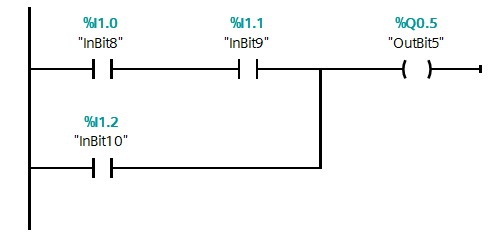 %I1.0 %I1.1 %Q0.5
"InBit8" "InBit9" "OutBit5"
%I1.2
"InBit10"